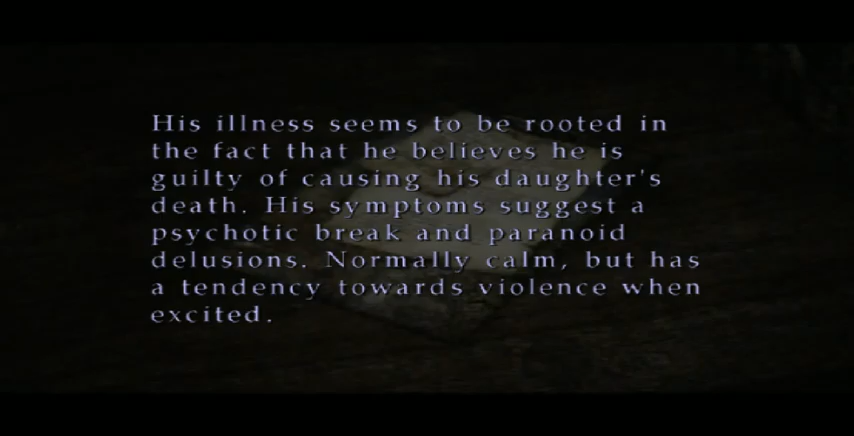 His illness seems to be rooted in
the fact that he believes he is
guilty of causing his daughter's
death. His symptoms suggest a
psychotic break and paranoid
delusions. Normally calm, but has
a tendency towards violence when
excited.